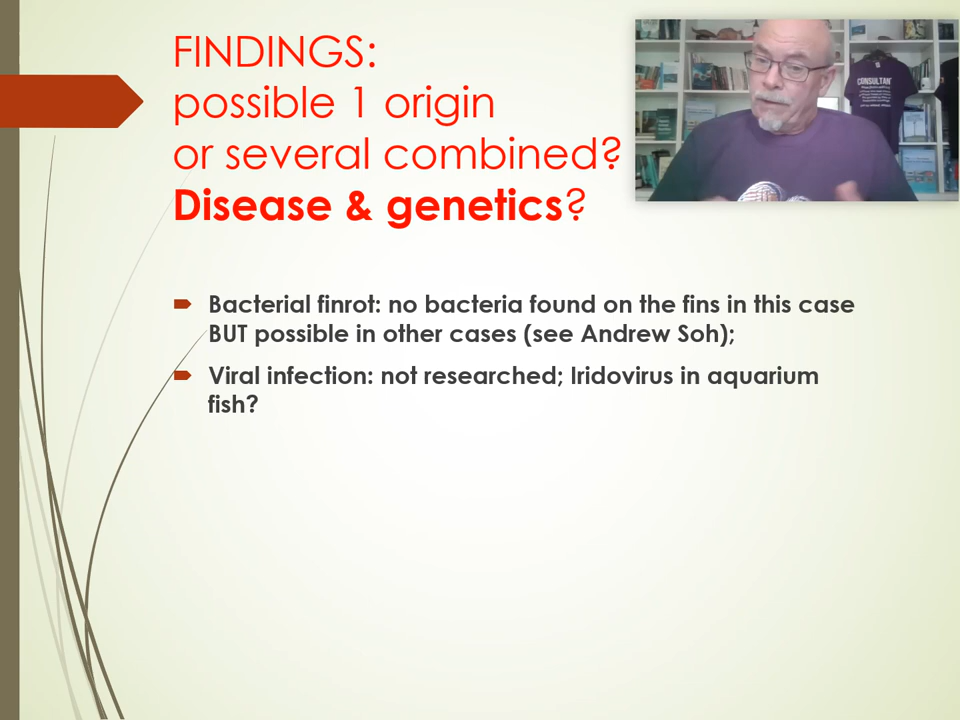 FINDINGS:
possible 1 origin
or several combined?
Disease & genetics?
CONSULTANT
Bacterial finrot: no bacteria found on the fins in this case
BUT possible in other cases (see Andrew Soh);
Viral infection: not researched; Iridovirus in aquarium
fish?